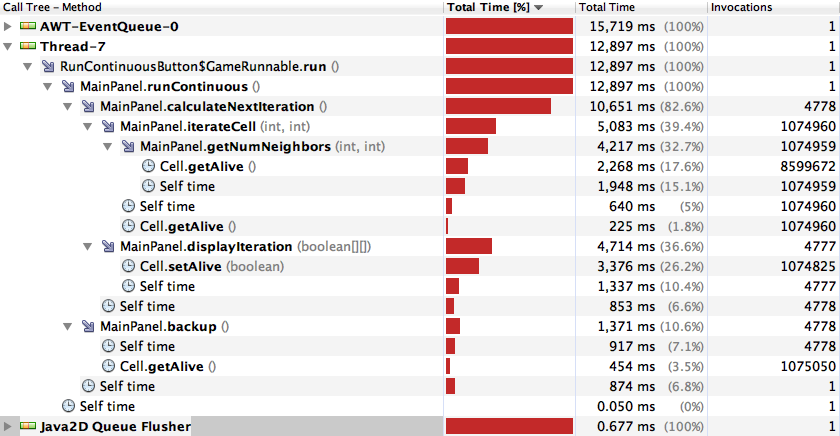 Call Tree - Method Total Time [%] Total Time Invocations
AWT-EventQueue-0 15,719 ms (100%) 1
Thread-7 12,897 ms (100%) 1
RunContinuousButton$GameRunnable.run () 12,897 ms (100%) 1
MainPanel.runContinuous () 12,897 ms (100%) 1
MainPanel.calculateNextIteration () 10,651 ms (82.6%) 4778
MainPanel.iterateCell (int, int) 5,083 ms (39.4%) 1074960
MainPanel.getNumNeighbors (int, int) 4,217 ms (32.7%) 1074959
Cell.getAlive () 2,268 ms (17.6%) 8599672
Self time 1,948 ms (15.1%) 1074959
Self time 640 ms (5%) 1074960
Cell.getAlive () 225 ms (1.8%) 1074960
MainPanel.displayIteration (boolean[][]) 4,714 ms (36.6%) 4777
Cell.setAlive (boolean) 3,376 ms (26.2%) 1074825
Self time 1,337 ms (10.4%) 4777
Self time 853 ms (6.6%) 4778
MainPanel.backup () 1,371 ms (10.6%) 4778
Self time 917 ms (7.1%) 4778
Cell.getAlive () 454 ms (3.5%) 1075050
Self time 874 ms (6.8%) 1
Self time 0.050 ms (0%) 1
Java2D Queue Flusher 0.677 ms (100%) 1